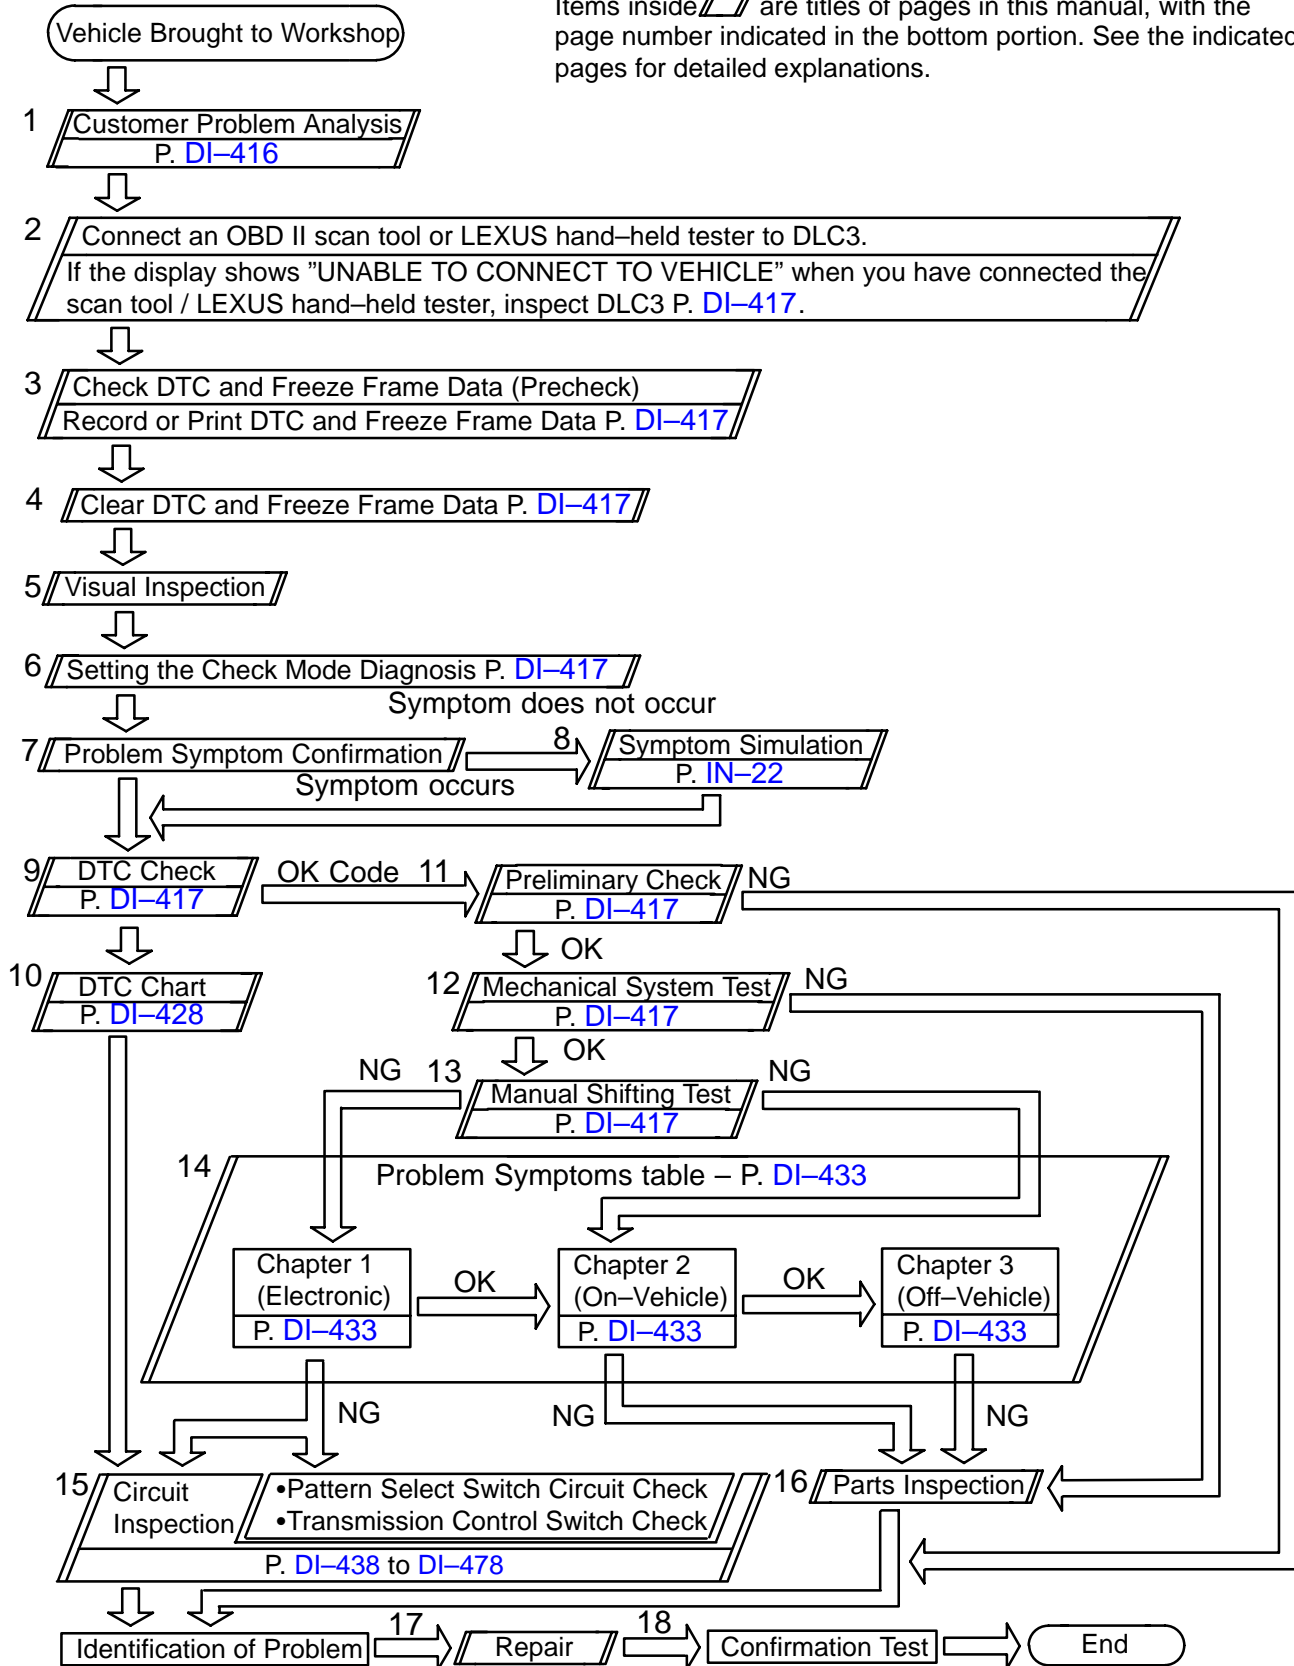 Items inside are titles of pages in this manual, with the
page number indicated in the bottom portion. See the indicated
pages for detailed explanations.
Vehicle Brought to Workshop
1
Customer Problem Analysis
P. DI–416
2
Connect an OBD II scan tool or LEXUS hand–held tester to DLC3.
If the display shows ”UNABLE TO CONNECT TO VEHICLE” when you have connected the
scan tool / LEXUS hand–held tester, inspect DLC3 P. DI–417.
3
Check DTC and Freeze Frame Data (Precheck)
Record or Print DTC and Freeze Frame Data P. DI–417
4
Clear DTC and Freeze Frame Data P. DI–417
5
Visual Inspection
6
Setting the Check Mode Diagnosis P. DI–417
Symptom does not occur
7
Problem Symptom Confirmation
8
Symptom Simulation
P. IN–22
Symptom occurs
9
DTC Check
P. DI–417
OK Code
11
Preliminary Check
P. DI–417
NG
OK
10
DTC Chart
P. DI–428
12
Mechanical System Test
P. DI–417
NG
OK
NG
13
Manual Shifting Test
P. DI–417
NG
14
Problem Symptoms table – P. DI–433
Chapter 1
(Electronic)
P. DI–433
OK
Chapter 2
(On–Vehicle)
P. DI–433
OK
Chapter 3
(Off–Vehicle)
P. DI–433
NG
NG
NG
15
Circuit
Inspection
•Pattern Select Switch Circuit Check
•Transmission Control Switch Check
P. DI–438 to DI–478
16
Parts Inspection
Identification of Problem
17
Repair
18
Confirmation Test
End